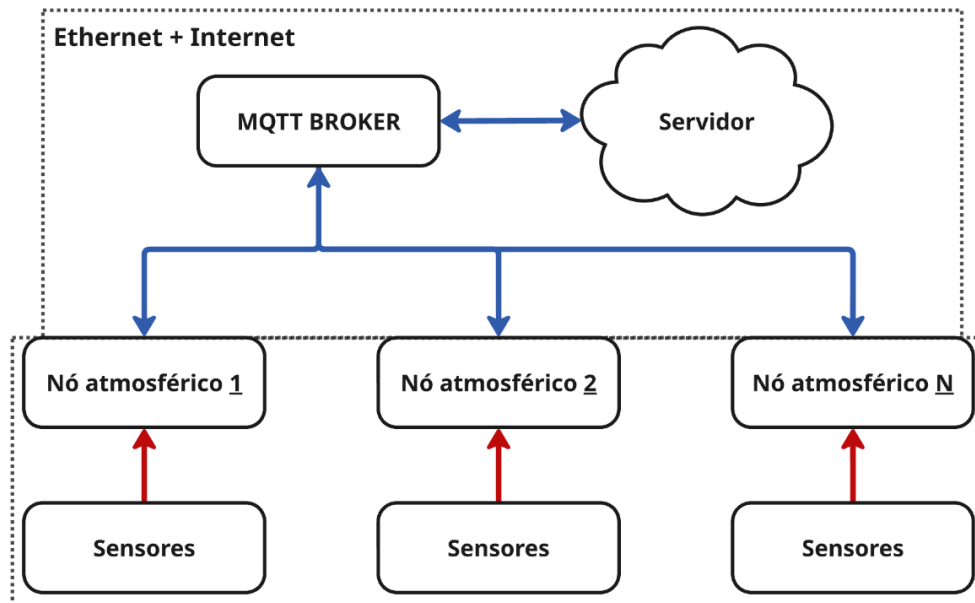 Ethernet + Internet
MQTT BROKER
Servidor
Nó atmosférico 1
Nó atmosférico 2
Nó atmosférico N
Sensores
Sensores
Sensores